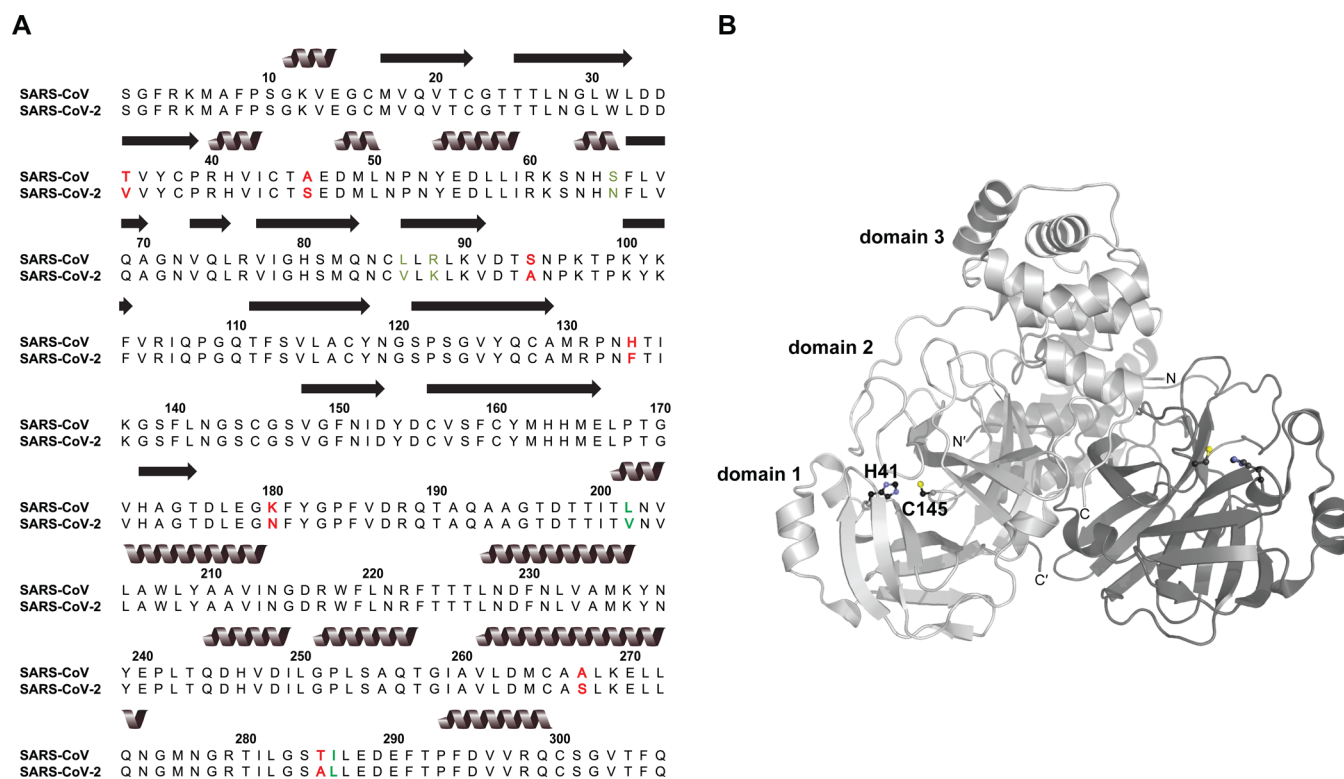 A
10 20 30
SARS-CoV S G F R K M A F P S G K V E G C M V Q V T C G T T T L N G L W L D D
SARS-CoV-2 S G F R K M A F P S G K V E G C M V Q V T C G T T T L N G L W L D D
40 50 60
SARS-CoV T V Y C P R H V I C T A E D M L N P N Y E D L L I R K S N H S F L V
SARS-CoV-2 V V Y C P R H V I C T S E D M L N P N Y E D L L I R K S N H N F L V
70 80 90 100
SARS-CoV Q A G N V Q L R V I G H S M Q N C L L R L K V D T S N P K T P K Y K
SARS-CoV-2 Q A G N V Q L R V I G H S M Q N C V L K L K V D T A N P K T P K Y K
110 120 130
SARS-CoV F V R I Q P G Q T F S V L A C Y N G S P S G V Y Q C A M R P N H T I
SARS-CoV-2 F V R I Q P G Q T F S V L A C Y N G S P S G V Y Q C A M R P N F T I
140 150 160 170
SARS-CoV K G S F L N G S C G S V G F N I D Y D C V S F C Y M H H M E L P T G
SARS-CoV-2 K G S F L N G S C G S V G F N I D Y D C V S F C Y M H H M E L P T G
180 190 200
SARS-CoV V H A G T D L E G K F Y G P F V D R Q T A Q A A G T D T T I T L N V
SARS-CoV-2 V H A G T D L E G N F Y G P F V D R Q T A Q A A G T D T T I T V N V
210 220 230
SARS-CoV L A W L Y A A V I N G D R W F L N R F T T T L N D F N L V A M K Y N
SARS-CoV-2 L A W L Y A A V I N G D R W F L N R F T T T L N D F N L V A M K Y N
240 250 260 270
SARS-CoV Y E P L T Q D H V D I L G P L S A Q T G I A V L D M C A A L K E L L
SARS-CoV-2 Y E P L T Q D H V D I L G P L S A Q T G I A V L D M C A S L K E L L
280 290 300
SARS-CoV Q N G M N G R T I L G S T I L E D E F T P F D V V R Q C S G V T F Q
SARS-CoV-2 Q N G M N G R T I L G S A L L E D E F T P F D V V R Q C S G V T F Q
B
domain 3
domain 2
N
N'
domain 1
H41
C145
C
C'